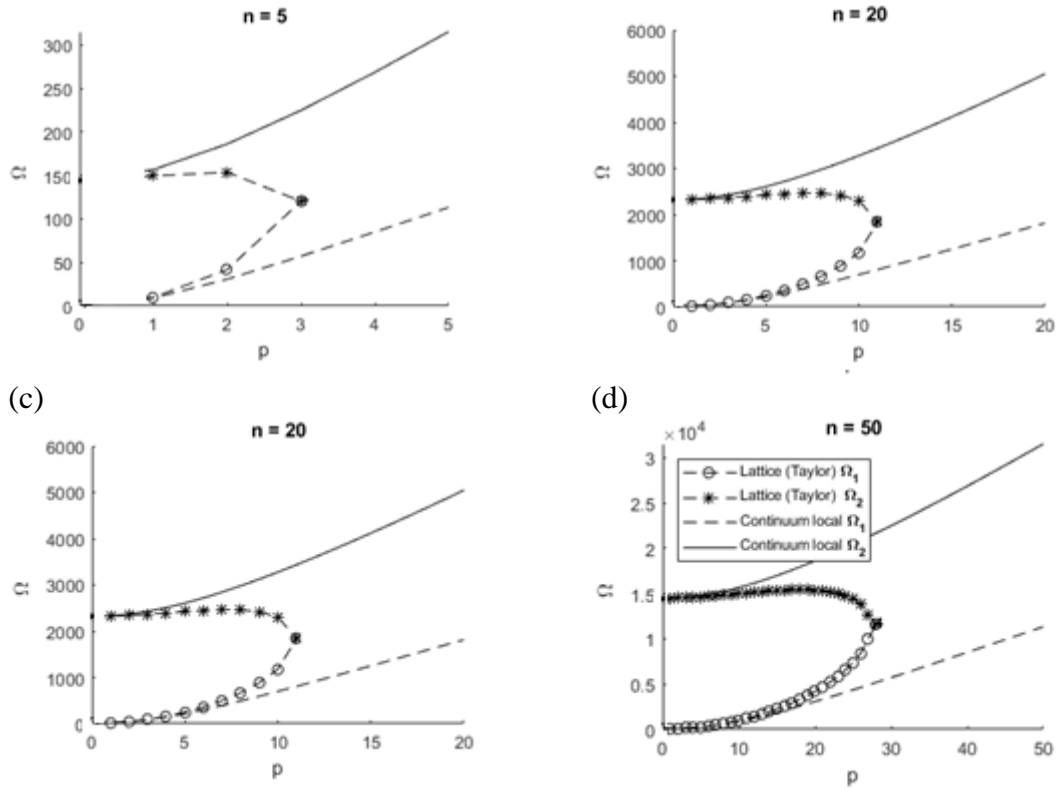 n = 5
300
250
200
150
100
50
0
Ω
0 1 2 3 4 5
p
n = 20
6000
5000
4000
3000
2000
1000
0
Ω
0 5 10 15 20
p
(c)
n = 20
6000
5000
4000
3000
2000
1000
0
Ω
0 5 10 15 20
p
(d)
n = 50
× 10⁴
3
2.5
2
1.5
1
0.5
0
Ω
Lattice (Taylor) Ω₁
Lattice (Taylor) Ω₂
Continuum local Ω₁
Continuum local Ω₂
0 10 20 30 40 50
p